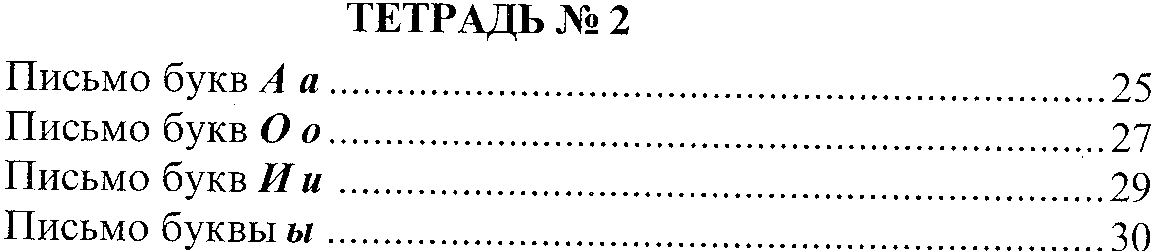 ТЕТРАДЬ № 2
Письмо букв А а ........................................................................ 25
Письмо букв О о ........................................................................ 27
Письмо букв И и ........................................................................ 29
Письмо буквы ы ........................................................................ 30